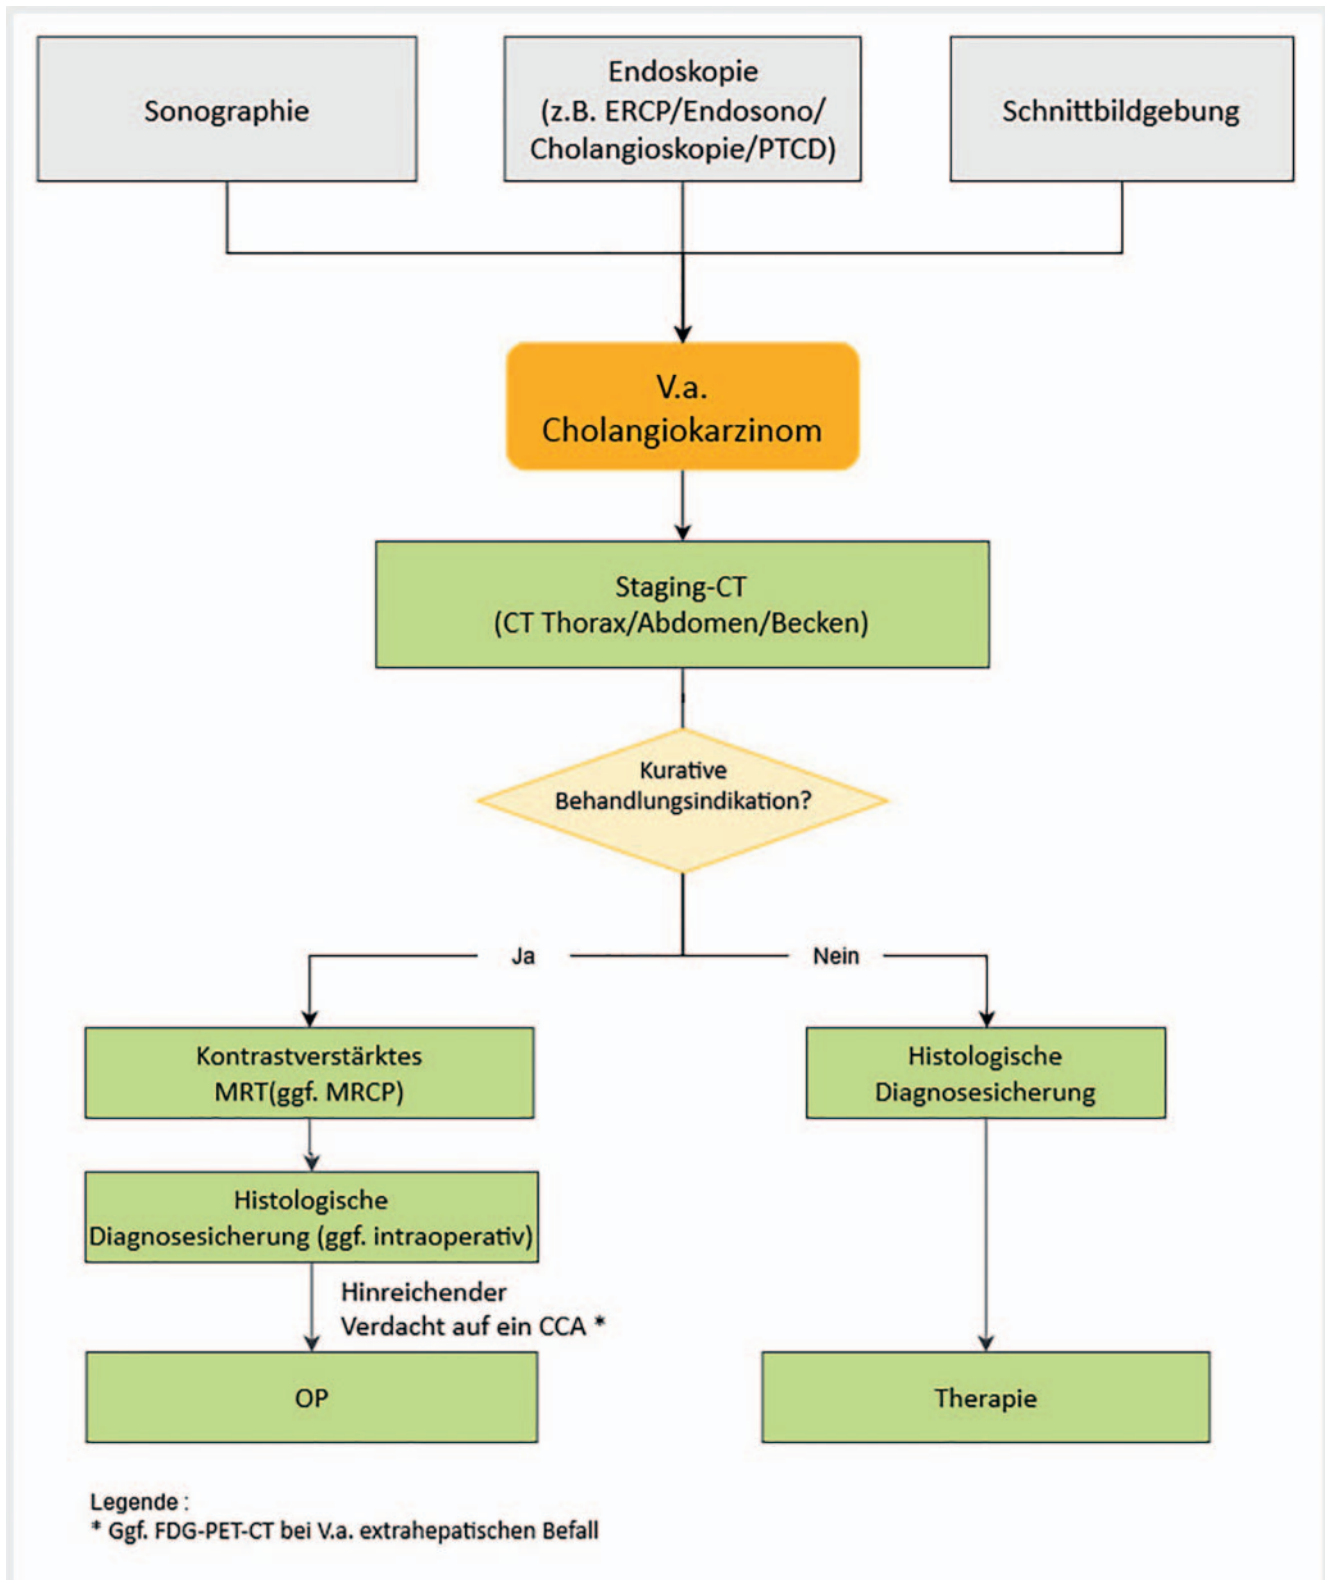 Sonographie
Endoskopie
(z.B. ERCP/Endosono/
Cholangioskopie/PTCD)
Schnittbildgebung
V.a.
Cholangiokarzinom
Staging-CT
(CT Thorax/Abdomen/Becken)
Kurative
Behandlungsindikation?
Ja
Nein
Kontrastverstärktes
MRT(ggf. MRCP)
Histologische
Diagnosesicherung
Histologische
Diagnosesicherung (ggf. intraoperativ)
Hinreichender
Verdacht auf ein CCA *
OP
Therapie
Legende :
* Ggf. FDG-PET-CT bei V.a. extrahepatischen Befall